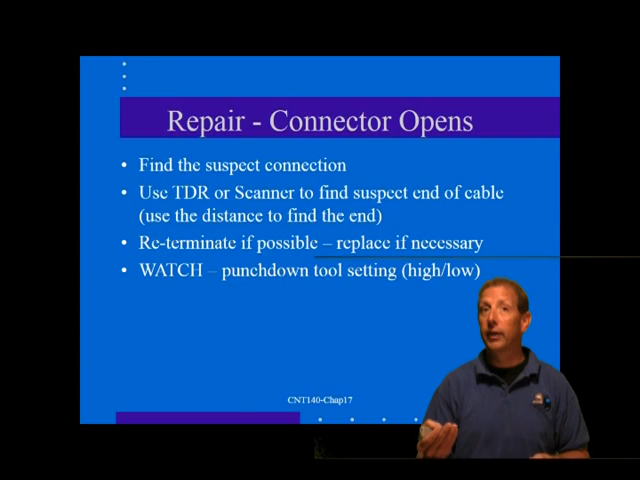 Repair - Connector Opens
• Find the suspect connection
• Use TDR or Scanner to find suspect end of cable
(use the distance to find the end)
• Re-terminate if possible – replace if necessary
• WATCH – punchdown tool setting (high/low)
CNT140-Chap17